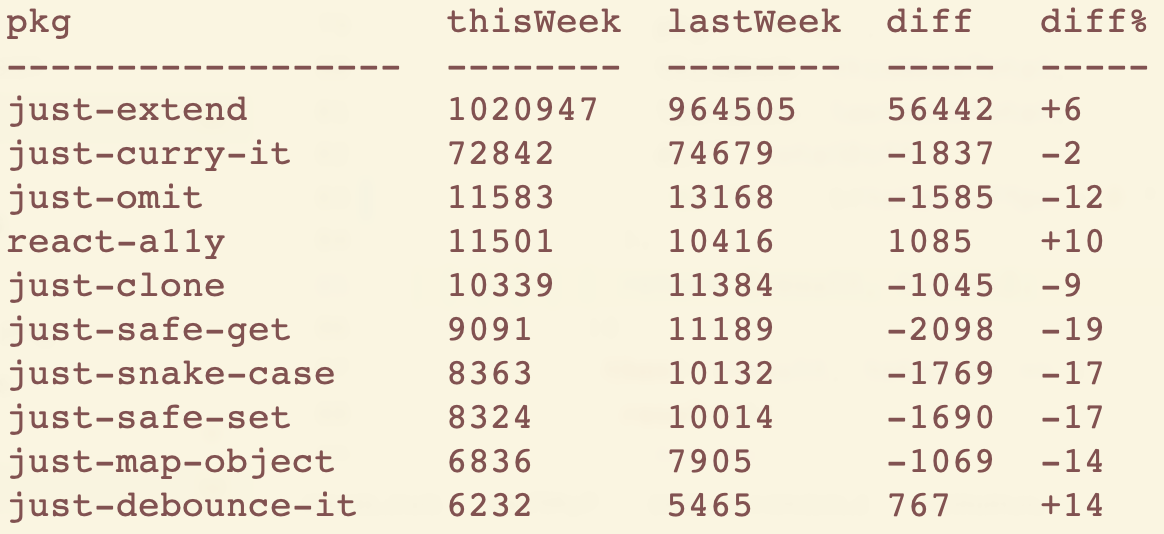 pkg thisWeek lastWeek diff diff%
------------------ -------- -------- ----- -----
just-extend 1020947 964505 56442 +6
just-curry-it 72842 74679 -1837 -2
just-omit 11583 13168 -1585 -12
react-a11y 11501 10416 1085 +10
just-clone 10339 11384 -1045 -9
just-safe-get 9091 11189 -2098 -19
just-snake-case 8363 10132 -1769 -17
just-safe-set 8324 10014 -1690 -17
just-map-object 6836 7905 -1069 -14
just-debounce-it 6232 5465 767 +14